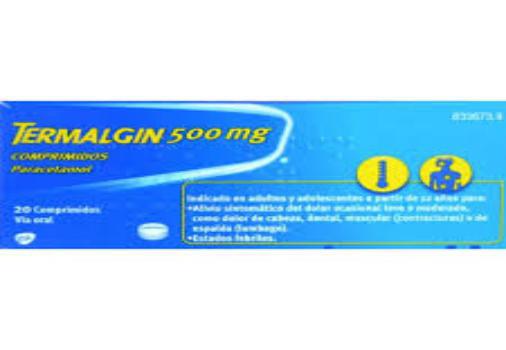 833673.8
TERMALGIN 500 mg
COMPRIMIDOS
Paracetamol
20 Comprimidos
Vía oral
Indicado en adultos y adolescentes a partir de 12 años para:
•Alivio sintomático del dolor ocasional leve o moderado,
como dolor de cabeza, dental, muscular (contracturas) o de
espalda (lumbago).
•Estados febriles.